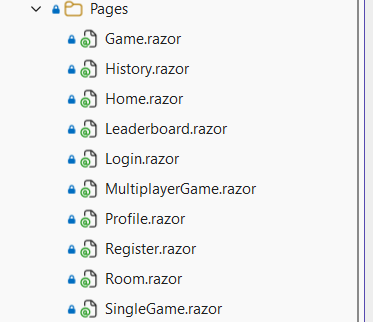 Pages
Game.razor
History.razor
Home.razor
Leaderboard.razor
Login.razor
MultiplayerGame.razor
Profile.razor
Register.razor
Room.razor
SingleGame.razor